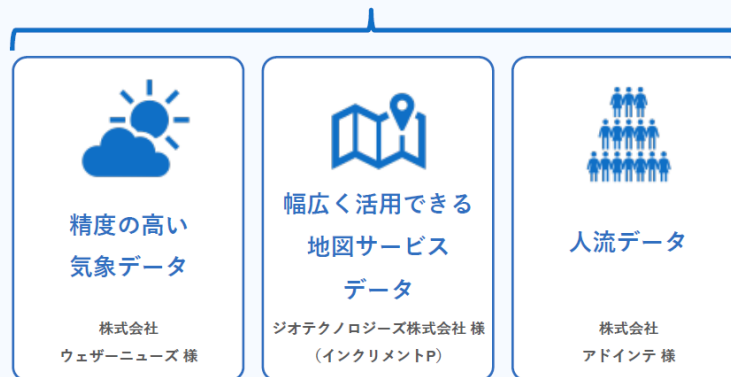 精度の高い
気象データ
株式会社
ウェザーニューズ 様
幅広く活用できる
地図サービス
データ
ジオテクノロジーズ株式会社 様
（インクリメントP）
人流データ
株式会社
アドインテ 様